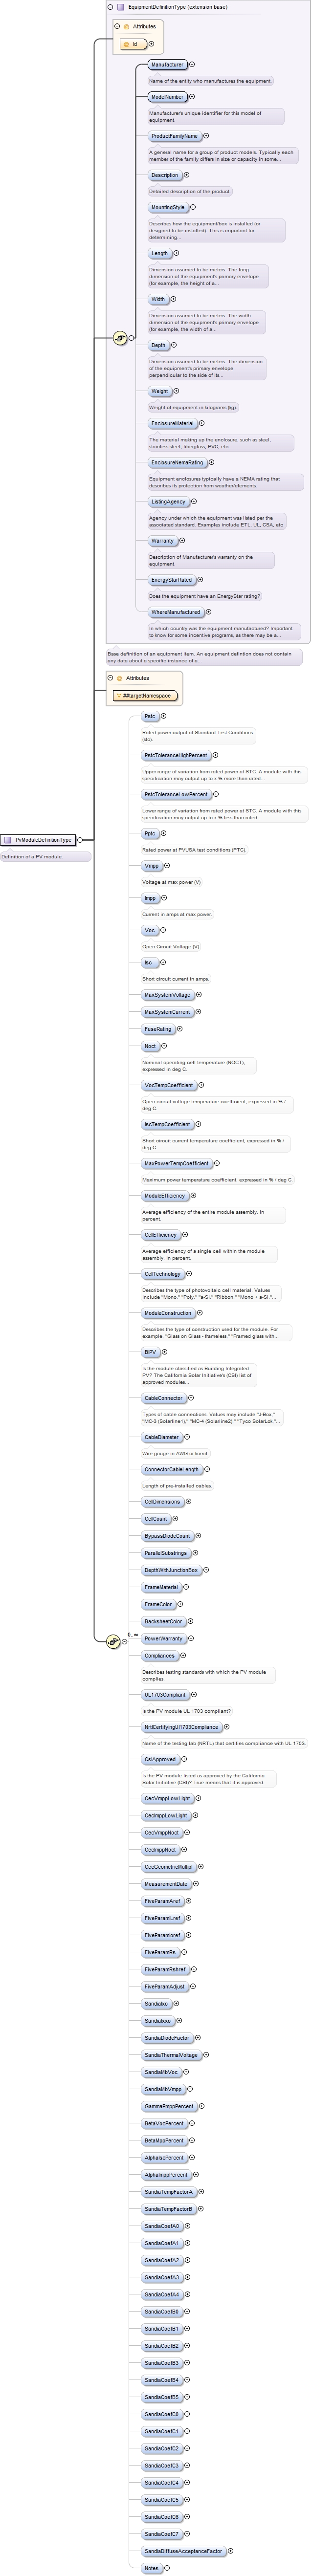 EquipmentDefinitionType (extension base)
Attributes
id
Manufacturer
Name of the entity who manufactures the equipment.
ModelNumber
Manufacturer's unique identifier for this model of
equipment.
ProductFamilyName
A general name for a group of product models. Typically each
member of the family differs in size or capacity in some...
Description
Detailed description of the product.
MountingStyle
Describes how the equipment/box is installed (or
designed to be installed). This is important for
determining...
Length
Dimension assumed to be meters. The long
dimension of the equipment's primary envelope
(for example, the height of a...
Width
Dimension assumed to be meters. The width
dimension of the equipment's primary envelope
(for example, the width of a...
Depth
Dimension assumed to be meters. The dimension
of the equipment's primary envelope
perpendicular to the side of its...
Weight
Weight of equipment in kilograms (kg).
EnclosureMaterial
The material making up the enclosure, such as steel,
stainless steel, fiberglass, PVC, etc.
EnclosureNemaRating
Equipment enclosures typically have a NEMA rating that
describes its protection from weather/elements.
ListingAgency
Agency under which the equipment was listed per the
associated standard. Examples include ETL, UL, CSA, etc.
Warranty
Description of Manufacturer's warranty on the
equipment.
EnergyStarRated
Does the equipment have an EnergyStar rating?
WhereManufactured
In which country was the equipment manufactured? Important
to know for some incentive programs, as there may be a...
Base definition of an equipment item. An equipment defintion does not contain
any data about a specific instance of a...
Attributes
##targetNamespace
PvModuleDefinitionType
Definition of a PV module.
0..∞
Pstc
Rated power output at Standard Test Conditions
(stc).
PstcToleranceHighPercent
Upper range of variation from rated power at STC. A module with this
specification may output up to x % more than rated...
PstcToleranceLowPercent
Lower range of variation from rated power at STC. A module with this
specification may output up to x % less than rated...
Pptc
Rated power at PVUSA test conditions (PTC).
Vmpp
Voltage at max power (V)
Impp
Current in amps at max power.
Voc
Open Circuit Voltage (V)
Isc
Short circuit current in amps.
MaxSystemVoltage
MaxSystemCurrent
FuseRating
Noct
Nominal operating cell temperature (NOCT),
expressed in deg C.
VocTempCoefficient
Open circuit voltage temperature coefficient, expressed in % /
deg C.
IscTempCoefficient
Short circuit current temperature coefficient, expressed in % /
deg C.
MaxPowerTempCoefficient
Maximum power temperature coefficient, expressed in % / deg C.
ModuleEfficiency
Average efficiency of the entire module assembly, in
percent.
CellEfficiency
Average efficiency of a single cell within the module
assembly, in percent.
CellTechnology
Describes the type of photovoltaic cell material. Values
include "Mono," "Poly," "a-Si," "Ribbon," "Mono + a-Si,"...
ModuleConstruction
Describes the type of construction used for the module. For
example, "Glass on Glass - frameless," "Framed glass with...
BIPV
Is the module classified as Building Integrated
PV? The California Solar Initiative's (CSI) list of
approved modules...
CableConnector
Types of cable connections. Values may include "J-Box,"
"MC-3 (Solarline1)," "MC-4 (Solarline2)," "Tyco SolarLok,"...
CableDiameter
Wire gauge in AWG or kcmil.
ConnectorCableLength
Length of pre-installed cables.
CellDimensions
CellCount
BypassDiodeCount
ParallelSubstrings
DepthWithJunctionBox
FrameMaterial
FrameColor
BacksheetColor
PowerWarranty
Compliances
Describes testing standards with which the PV module
complies.
UL1703Compliant
Is the PV module UL 1703 compliant?
NrtlCertifyingUl1703Compliance
Name of the testing lab (NRTL) that certifies compliance with UL 1703.
CsiApproved
Is the PV module listed as approved by the California
Solar Initiative (CSI)? True means that it is approved.
CecVmppLowLight
CecImppLowLight
CecVmppNoct
CecImppNoct
CecGeometricMultipl
MeasurementDate
FiveParamAref
FiveParamILref
FiveParamIoref
FiveParamRs
FiveParamRshref
FiveParamAdjust
SandiaIxo
SandiaIxxo
SandiaDiodeFactor
SandiaThermalVoltage
SandiaMbVoc
SandiaMbVmpp
GammaPmppPercent
BetaVocPercent
BetaMppPercent
AlphaIscPercent
AlphaImppPercent
SandiaTempFactorA
SandiaTempFactorB
SandiaCoefA0
SandiaCoefA1
SandiaCoefA2
SandiaCoefA3
SandiaCoefA4
SandiaCoefB0
SandiaCoefB1
SandiaCoefB2
SandiaCoefB3
SandiaCoefB4
SandiaCoefB5
SandiaCoefC0
SandiaCoefC1
SandiaCoefC2
SandiaCoefC3
SandiaCoefC4
SandiaCoefC5
SandiaCoefC6
SandiaCoefC7
SandiaDiffuseAcceptanceFactor
Notes